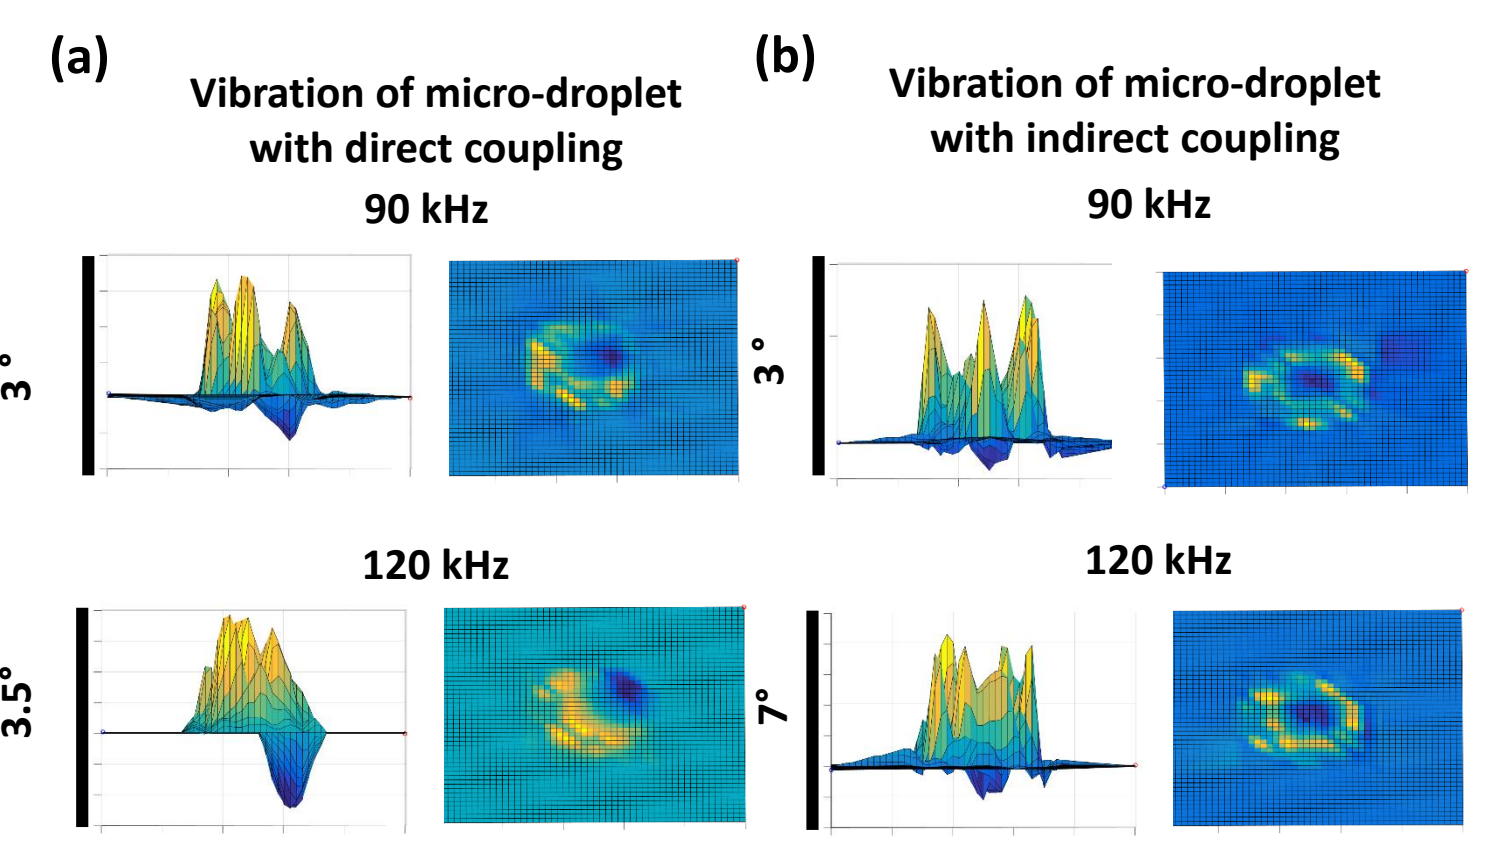 (a)
Vibration of micro-droplet
with direct coupling
90 kHz
3 °
120 kHz
3.5°
(b)
Vibration of micro-droplet
with indirect coupling
90 kHz
3 °
120 kHz
7°